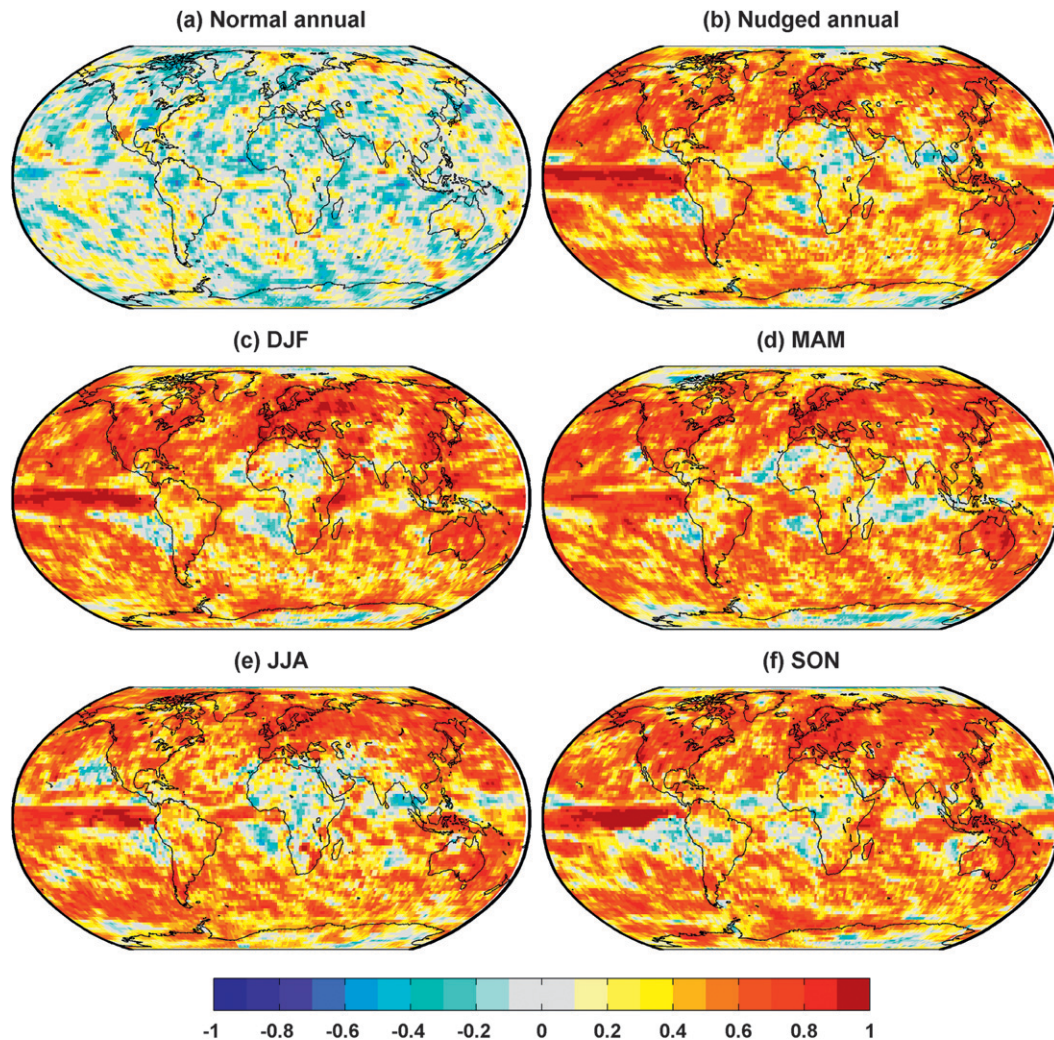 (a) Normal annual
(b) Nudged annual
(c) DJF
(d) MAM
(e) JJA
(f) SON
-1 -0.8 -0.6 -0.4 -0.2 0 0.2 0.4 0.6 0.8 1